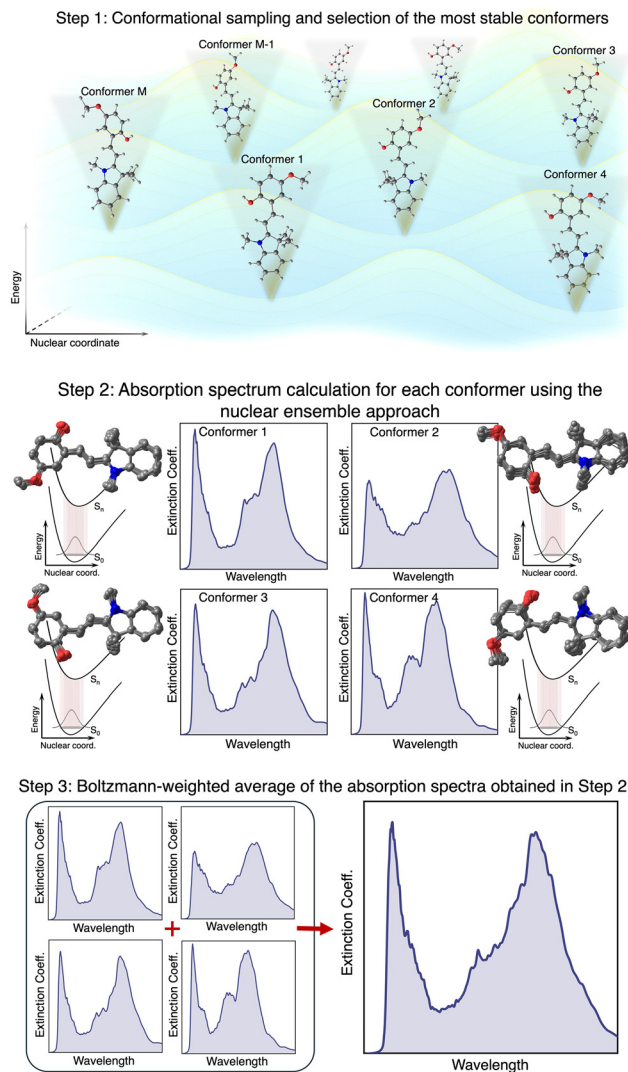 Step 1: Conformational sampling and selection of the most stable conformers
Conformer M-1
Conformer 3
Conformer M
Conformer 2
Conformer 1
Conformer 4
Energy
Nuclear coordinate
Step 2: Absorption spectrum calculation for each conformer using the
nuclear ensemble approach
Conformer 1
Extinction Coeff.
Wavelength
Conformer 2
Extinction Coeff.
Wavelength
Sn
S0
Energy
Nuclear coord.
Sn
S0
Energy
Nuclear coord.
Conformer 3
Extinction Coeff.
Wavelength
Conformer 4
Extinction Coeff.
Wavelength
Sn
S0
Energy
Nuclear coord.
Sn
S0
Energy
Nuclear coord.
Step 3: Boltzmann-weighted average of the absorption spectra obtained in Step 2
Extinction Coeff.
Wavelength
Extinction Coeff.
Wavelength
+
Extinction Coeff.
Wavelength
Extinction Coeff.
Wavelength
Extinction Coeff.
Wavelength